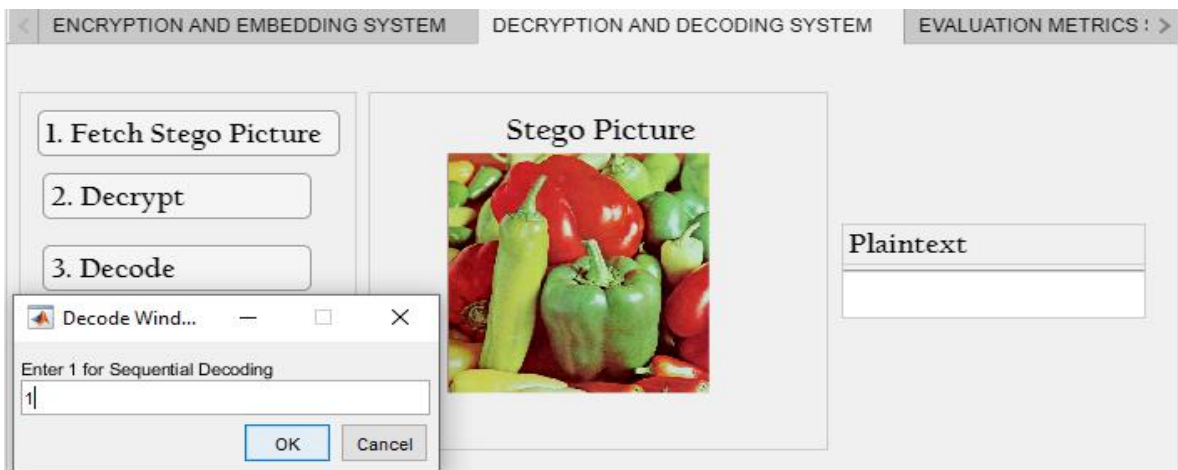 ENCRYPTION AND EMBEDDING SYSTEM
DECRYPTION AND DECODING SYSTEM
EVALUATION METRICS
1. Fetch Stego Picture
2. Decrypt
3. Decode
Stego Picture
Plaintext
Decode Wind...
Enter 1 for Sequential Decoding
1
OK
Cancel